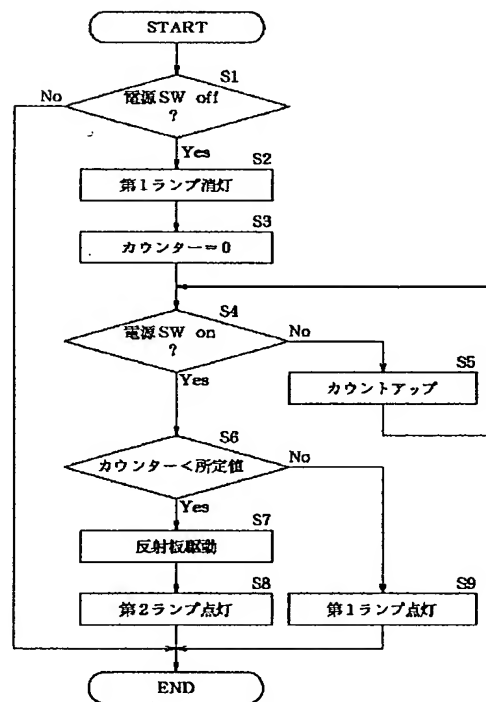 START
S1
No
電源SW off
?
Yes
S2
第1ランプ消灯
S3
カウンター=0
S4
電源SW on
?
No
Yes
S5
カウントアップ
S6
カウンター<所定値
No
Yes
S7
反射板駆動
S8
第2ランプ点灯
S9
第1ランプ点灯
END